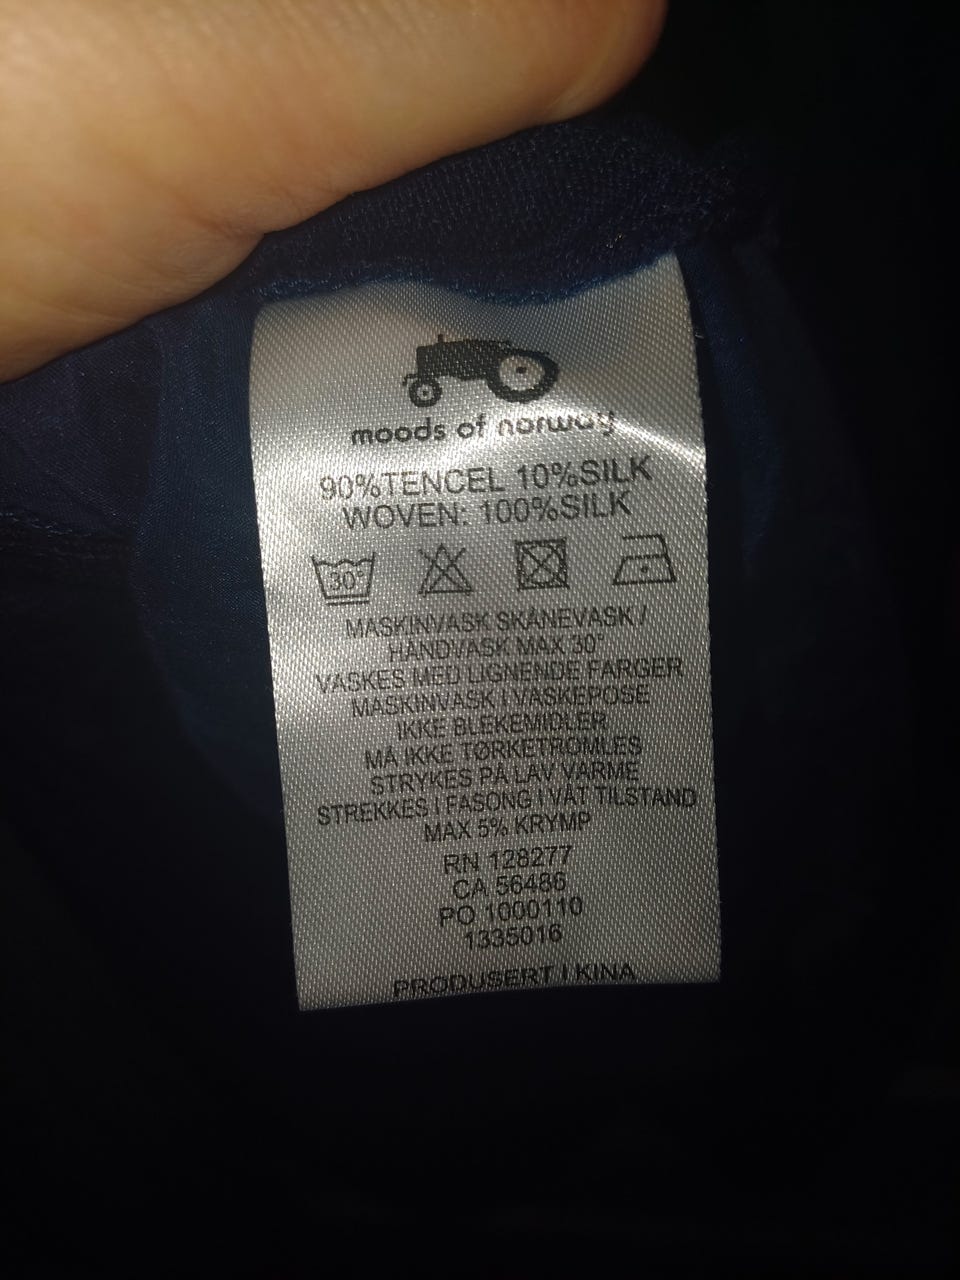 moods of norway
90%TENCEL 10%SILK
WOVEN: 100%SILK
30°
MASKINVASK SKÅNEVASK /
HÅNDVASK MAX 30°
VASKES MED LIGNENDE FARGER
MASKINVASK I VASKEPOSE
IKKE BLEKEMIDLER
MÅ IKKE TØRKETROMLES
STRYKES PÅ LAV VARME
STREKKES I FASONG I VÅT TILSTAND
MAX 5% KRYMP
RN 128277
CA 56486
PO 1000110
1335016
PRODUSERT I KINA